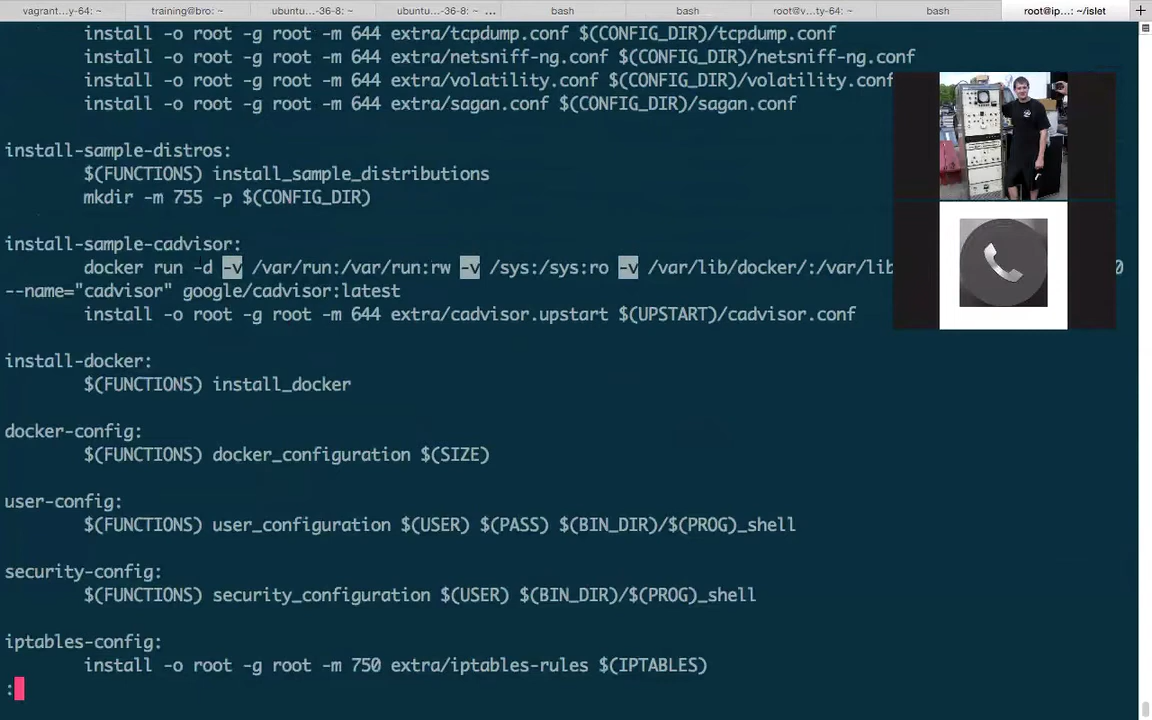 vagrant...y-64: ~ training@bro: ~ ubuntu...-36-8: ~ ubuntu...-36-8: ~ ... bash bash root@v...ty-64: ~ bash root@ip...: ~/islet +
install -o root -g root -m 644 extra/tcpdump.conf $(CONFIG_DIR)/tcpdump.conf
install -o root -g root -m 644 extra/netsniff-ng.conf $(CONFIG_DIR)/netsniff-ng.conf
install -o root -g root -m 644 extra/volatility.conf $(CONFIG_DIR)/volatility.conf
install -o root -g root -m 644 extra/sagan.conf $(CONFIG_DIR)/sagan.conf
install-sample-distros:
$(FUNCTIONS) install_sample_distributions
mkdir -m 755 -p $(CONFIG_DIR)
install-sample-cadvisor:
docker run -d -v /var/run:/var/run:rw -v /sys:/sys:ro -v /var/lib/docker/:/var/lib 0
--name="cadvisor" google/cadvisor:latest
install -o root -g root -m 644 extra/cadvisor.upstart $(UPSTART)/cadvisor.conf
install-docker:
$(FUNCTIONS) install_docker
docker-config:
$(FUNCTIONS) docker_configuration $(SIZE)
user-config:
$(FUNCTIONS) user_configuration $(USER) $(PASS) $(BIN_DIR)/$(PROG)_shell
security-config:
$(FUNCTIONS) security_configuration $(USER) $(BIN_DIR)/$(PROG)_shell
iptables-config:
install -o root -g root -m 750 extra/iptables-rules $(IPTABLES)
: